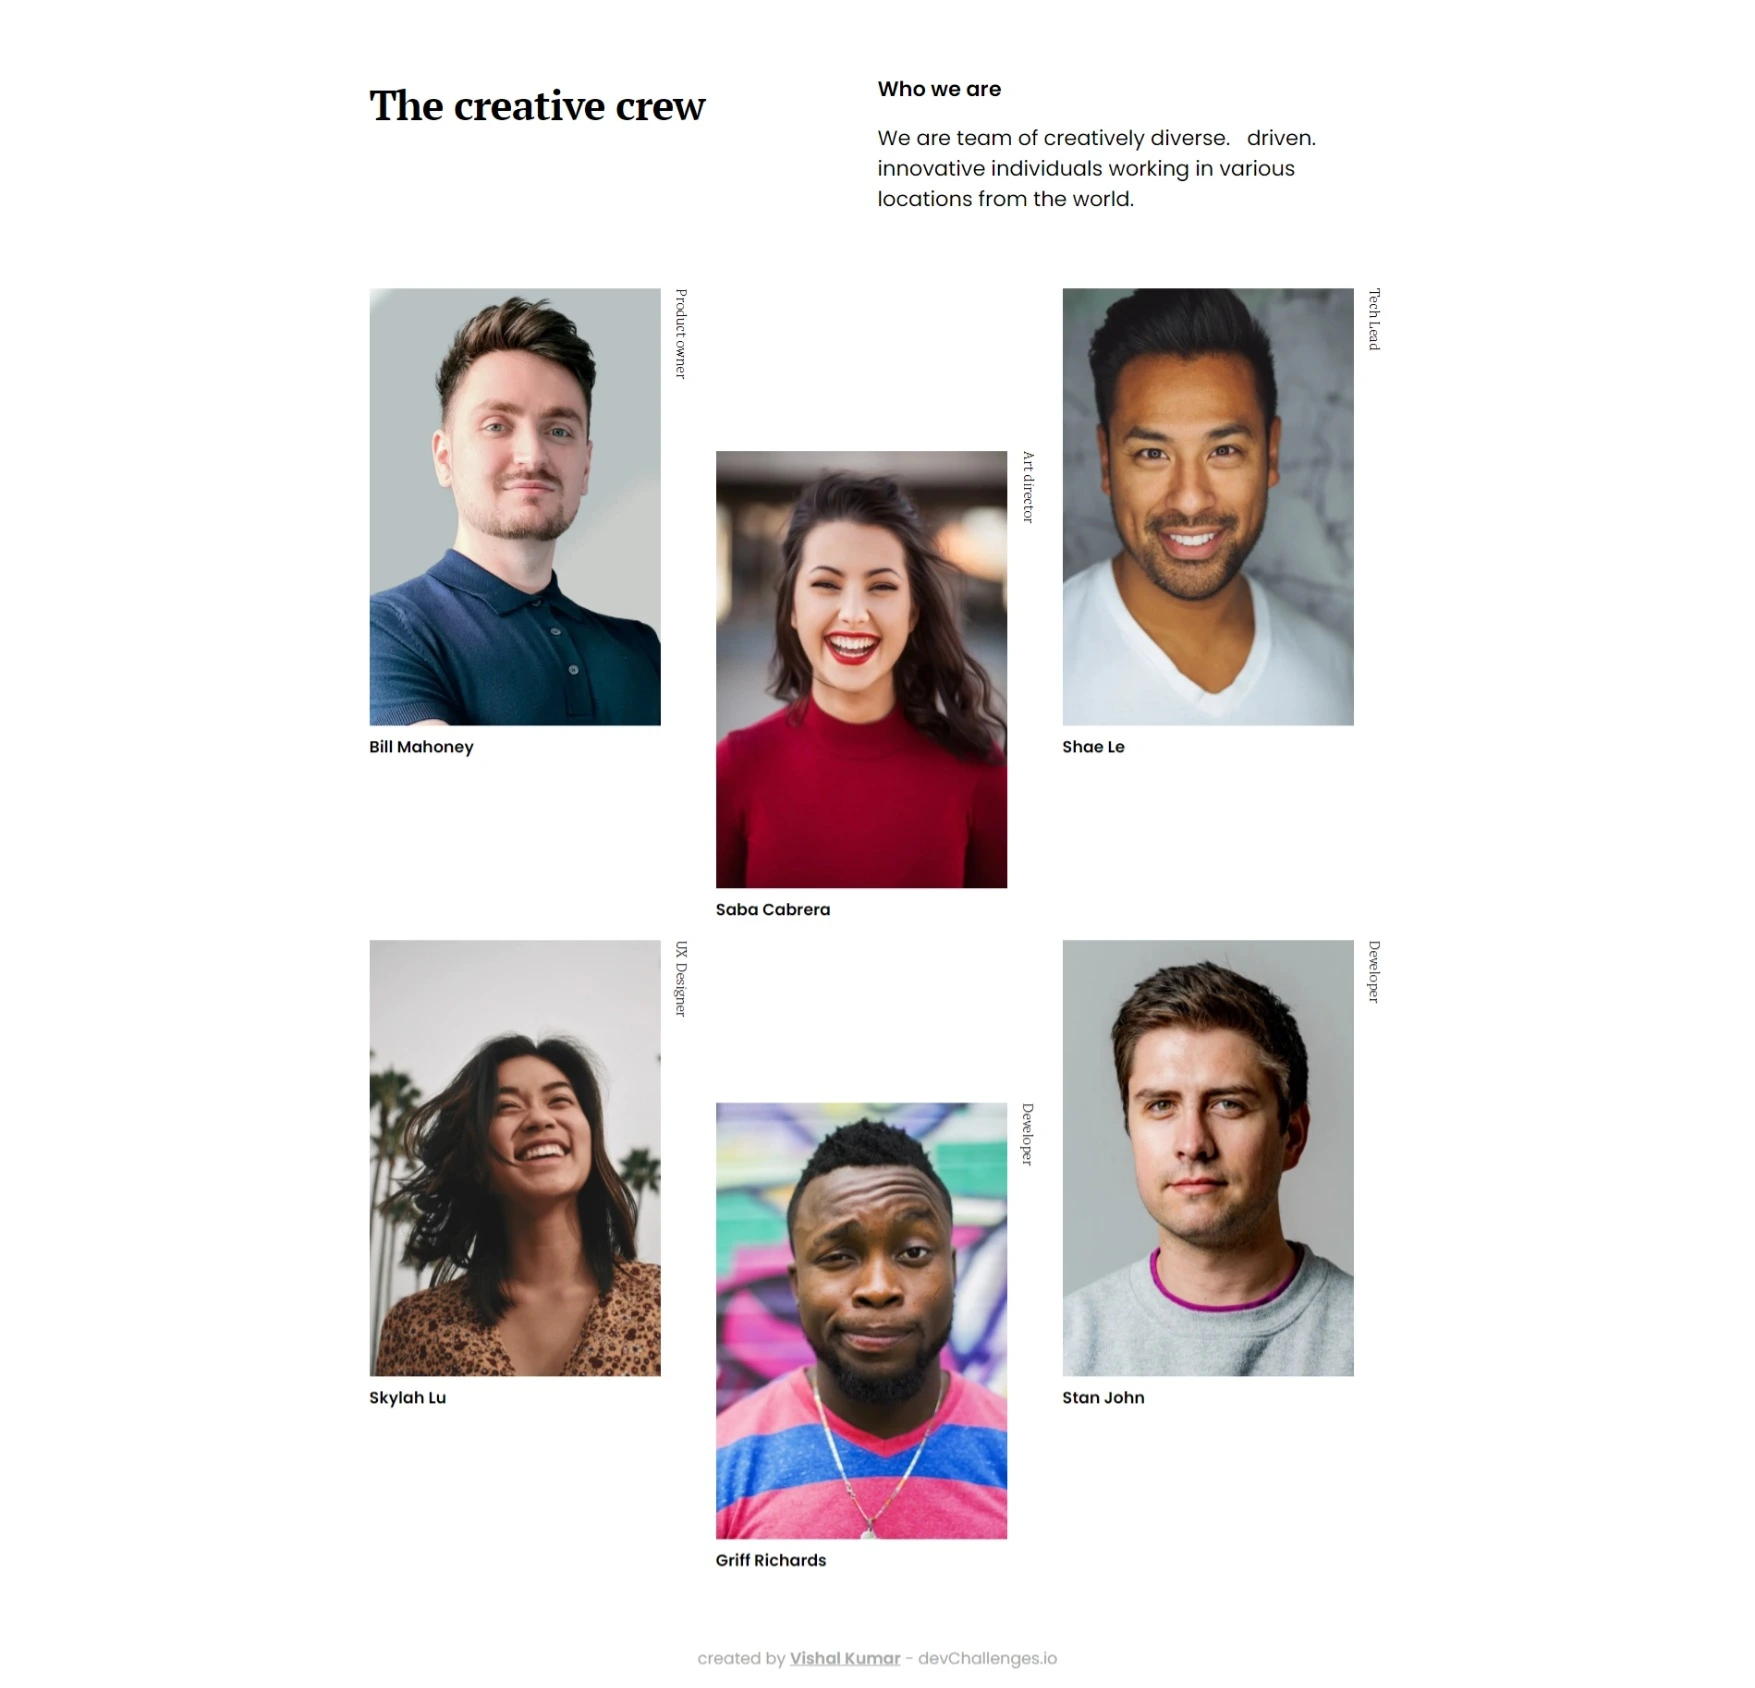 The creative crew
Who we are
We are team of creatively diverse.   driven.
innovative individuals working in various
locations from the world.
Product owner
Bill Mahoney
Art director
Saba Cabrera
Tech Lead
Shae Le
UX Designer
Skylah Lu
Developer
Griff Richards
Developer
Stan John
created by Vishal Kumar - devChallenges.io